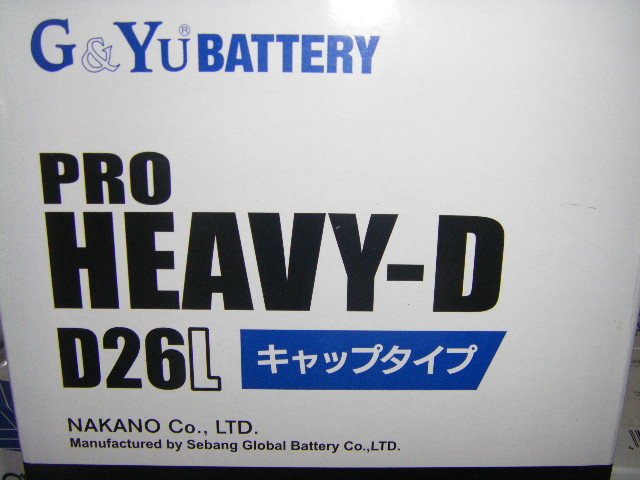 G & YU® BATTERY
PRO
HEAVY-D
D26L キャップタイプ
NAKANO Co., LTD.
Manufactured by Sebang Global Battery Co.,LTD.